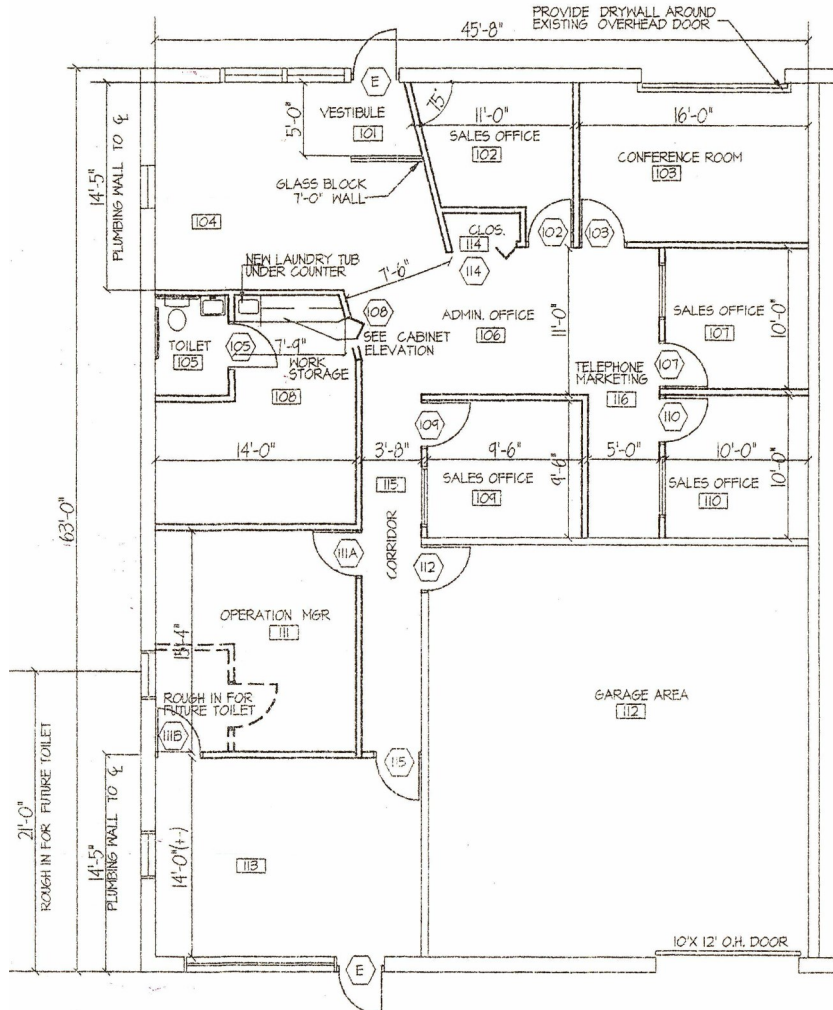 PROVIDE DRYWALL AROUND
EXISTING OVERHEAD DOOR
45'-8"
E
VESTIBULE
101
5'-0"
75°
11'-0"
SALES OFFICE
102
16'-0"
CONFERENCE ROOM
103
14'-5"
PLUMBING WALL TO ℄
GLASS BLOCK
7'-0" WALL
104
CLOS.
114
102
103
114
NEW LAUNDRY TUB
UNDER COUNTER
7'-6"
108
ADMIN. OFFICE
106
11'-0"
SALES OFFICE
107
10'-0"
TOILET
105
105
SEE CABINET
ELEVATION
7'-9"
WORK
STORAGE
108
TELEPHONE
MARKETING
116
107
110
109
14'-0"
3'-8"
9'-6"
5'-0"
10'-0"
115
SALES OFFICE
109
9'-6"
SALES OFFICE
110
10'-0"
63'-0"
CORRIDOR
111A
112
OPERATION MGR
111
15'-4"
ROUGH IN FOR
FUTURE TOILET
111B
GARAGE AREA
112
115
21'-0"
ROUGH IN FOR FUTURE TOILET
14'-5"
PLUMBING WALL TO ℄
14'-0"(+-)
113
10'X 12' O.H. DOOR
E